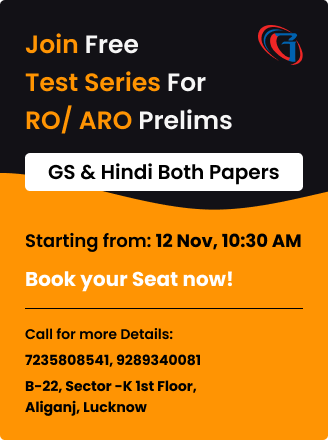 Join Free
Test Series For
RO/ ARO Prelims
GS & Hindi Both Papers
Starting from: 12 Nov, 10:30 AM
Book your Seat now!
Call for more Details:
7235808541, 9289340081
B-22, Sector -K 1st Floor,
Aliganj, Lucknow